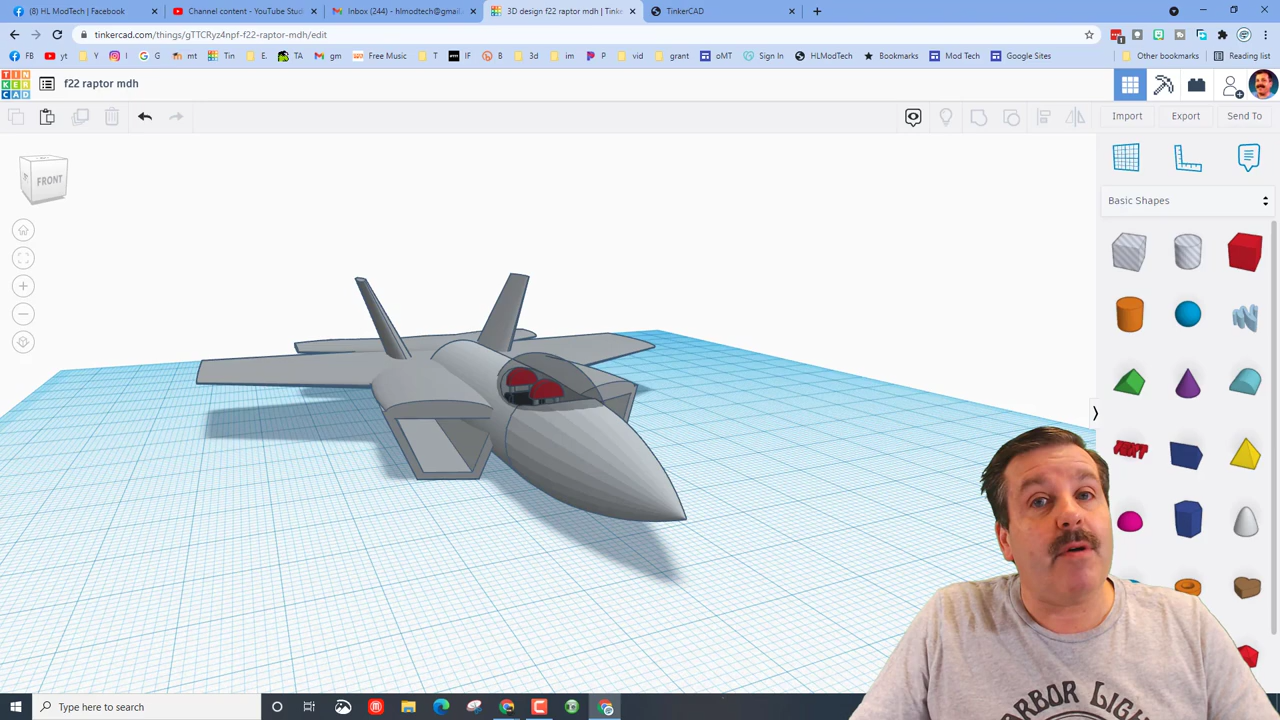 (8) HL ModTech | Facebook
Channel content - YouTube Studi
Inbox (244) - hlmodtech@gmail.
3D design f22 raptor mdh | Tinke
TinkerCAD
tinkercad.com/things/gTTCRyz4npf-f22-raptor-mdh/edit
FB yt Y I G mt Tin E. TA gm Free Music T IF B 3d im P vid grant oMT Sign In HLModTech Bookmarks Mod Tech Google Sites Other bookmarks Reading list
TIN
KER
CAD
f22 raptor mdh
Import Export Send To
FRONT
Basic Shapes
TEXT
ARBOR LIGH
Type here to search